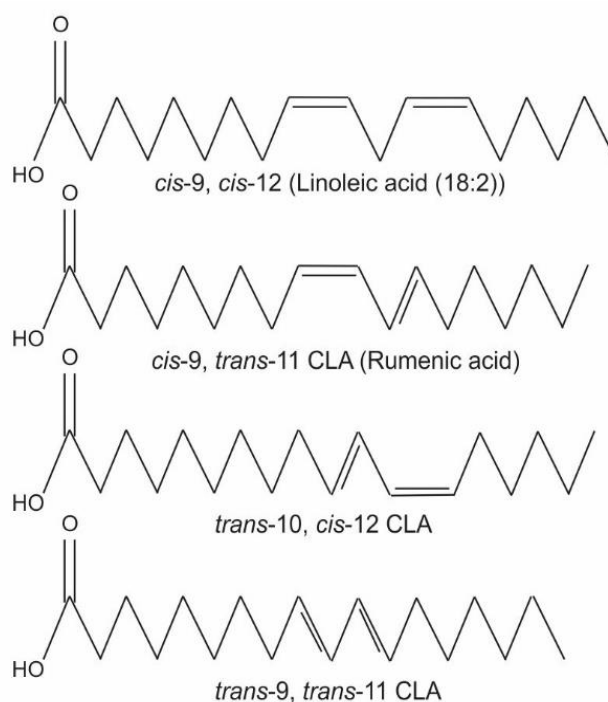 O
HO
cis-9, cis-12 (Linoleic acid (18:2))
O
HO
cis-9, trans-11 CLA (Rumenic acid)
O
HO
trans-10, cis-12 CLA
O
HO
trans-9, trans-11 CLA